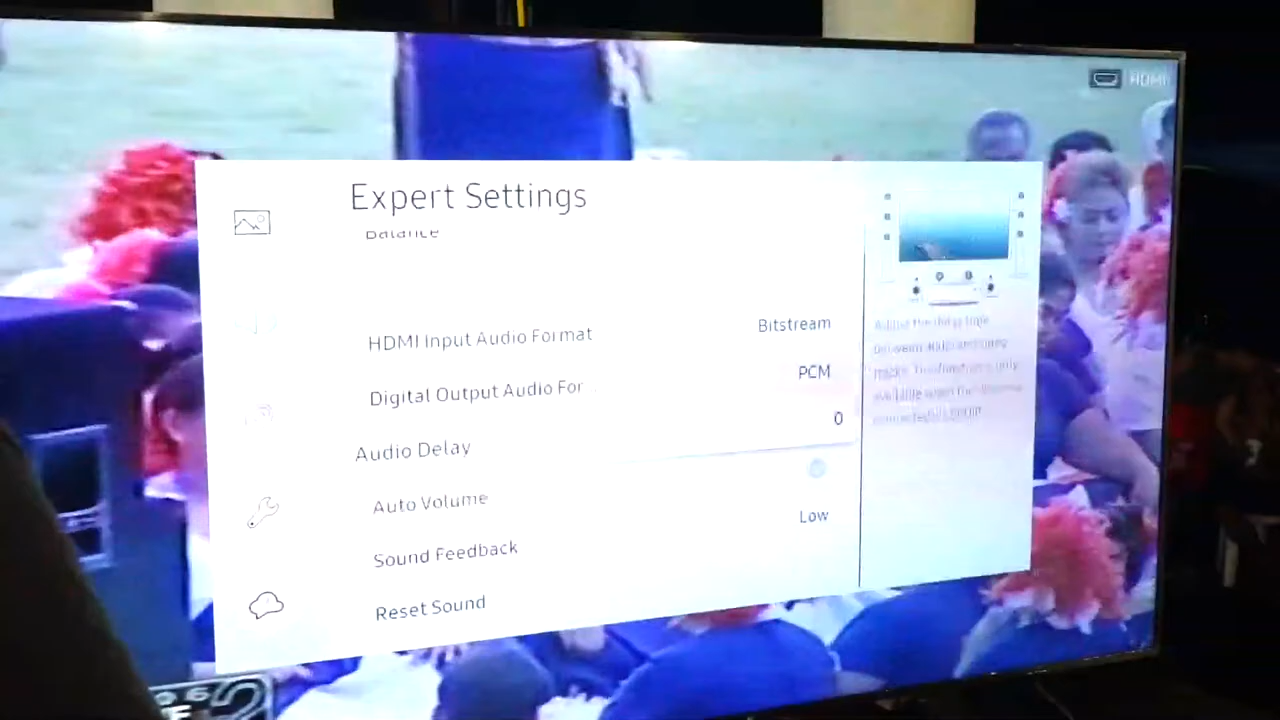 HDMI
Expert Settings
Balance
HDMI Input Audio Format Bitstream
Digital Output Audio For.. PCM
Audio Delay 0
Auto Volume
Sound Feedback Low
Reset Sound